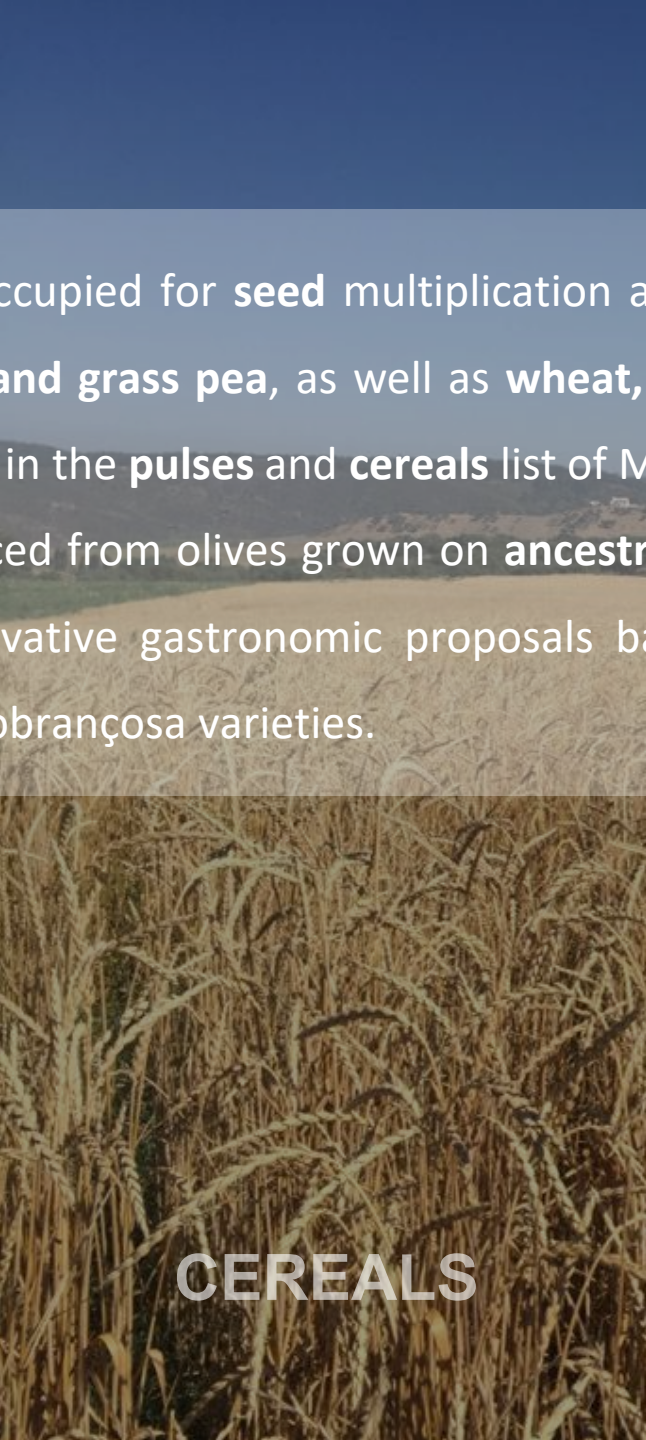 ccupied for seed multiplication a
and grass pea, as well as wheat,
in the pulses and cereals list of M
ced from olives grown on ancestr
vative gastronomic proposals ba
obrançosa varieties.
CEREALS